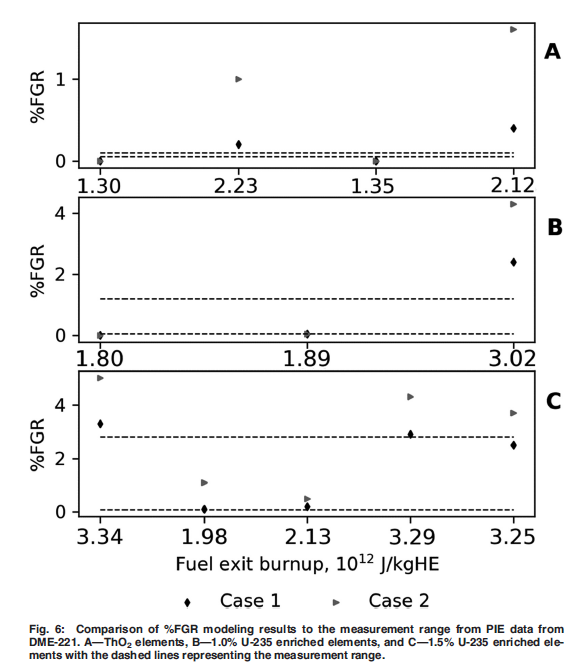 A
%FGR
1
0
1.30 2.23 1.35 2.12
B
%FGR
4
2
0
1.80 1.89 3.02
C
%FGR
4
2
0
3.34 1.98 2.13 3.29 3.25
Fuel exit burnup, 10¹² J/kgHE
Case 1 Case 2
Fig. 6: Comparison of %FGR modeling results to the measurement range from PIE data from
DME-221. A—ThO₂ elements, B—1.0% U-235 enriched elements, and C—1.5% U-235 enriched ele-
ments with the dashed lines representing the measurement range.